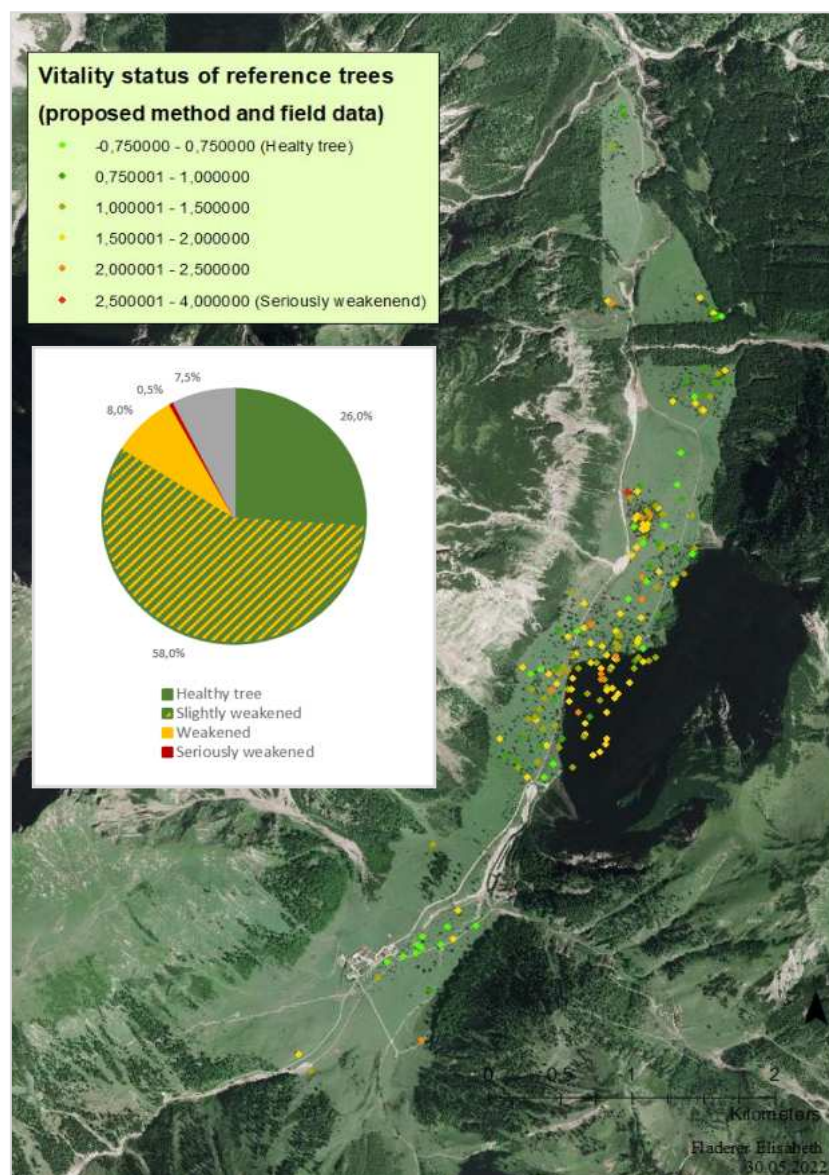 Vitality status of reference trees
(proposed method and field data)
-0,750000 - 0,750000 (Healty tree)
0,750001 - 1,000000
1,000001 - 1,500000
1,500001 - 2,000000
2,000001 - 2,500000
2,500001 - 4,000000 (Seriously weakenend)
7,5%
0,5%
8,0%
26,0%
58,0%
Healthy tree
Slightly weakened
Weakened
Seriously weakened
0 0,5 1 2
Kilometers
Fladerer Elisabeth
30.05.2022